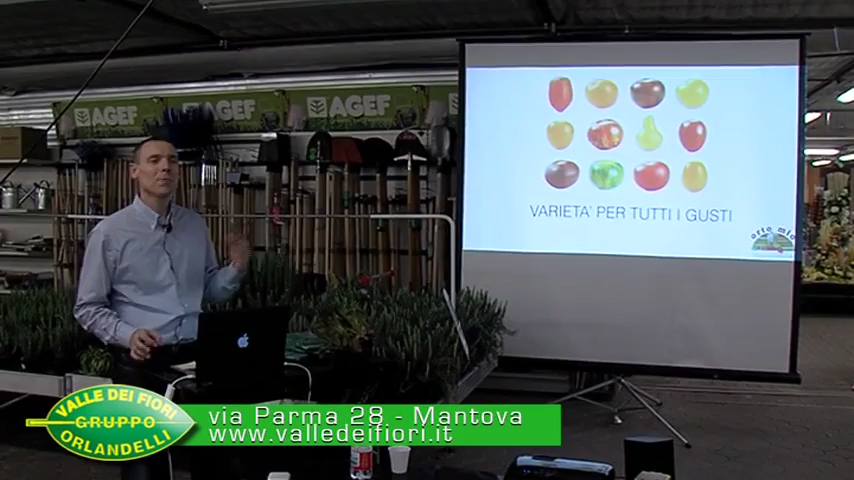 AGEF
AGEF
AGEF
VARIETA' PER TUTTI I GUSTI
orto mio
VALLE DEI FIORI
GRUPPO
ORLANDELLI
via Parma 28 - Mantova
www.valledeifiori.it